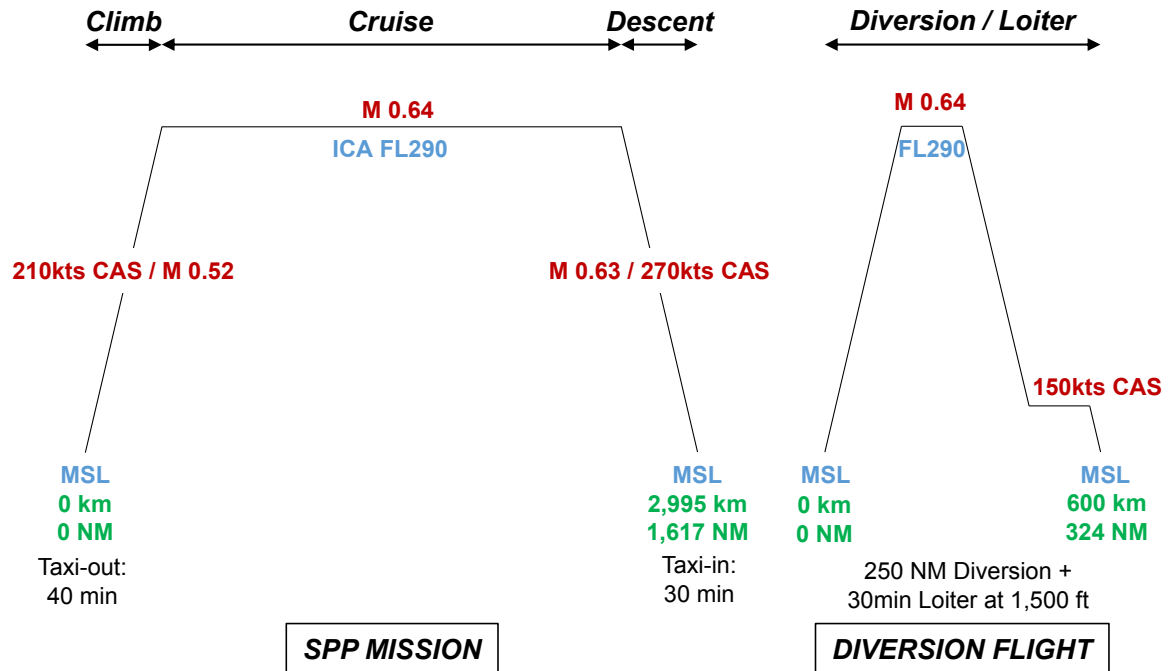 Climb
Cruise
Descent
Diversion / Loiter
M 0.64
ICA FL290
M 0.64
FL290
210kts CAS / M 0.52
M 0.63 / 270kts CAS
150kts CAS
MSL
0 km
0 NM
Taxi-out:
40 min
MSL
2,995 km
1,617 NM
Taxi-in:
30 min
MSL
0 km
0 NM
MSL
600 km
324 NM
250 NM Diversion +
30min Loiter at 1,500 ft
SPP MISSION
DIVERSION FLIGHT